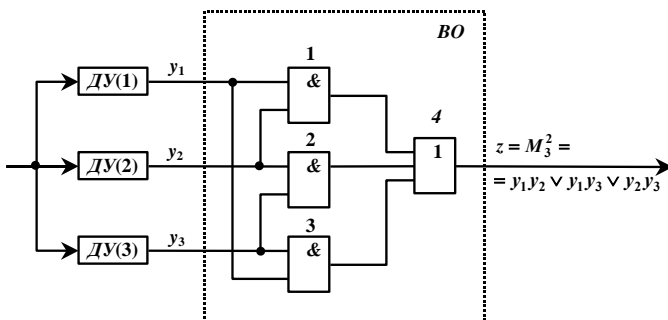 ВО
1
&
ДУ(1)
y₁
4
2
&
ДУ(2)
y₂
1
z = M₃² =
= y₁y₂ ∨ y₁y₃ ∨ y₂y₃
3
&
ДУ(3)
y₃